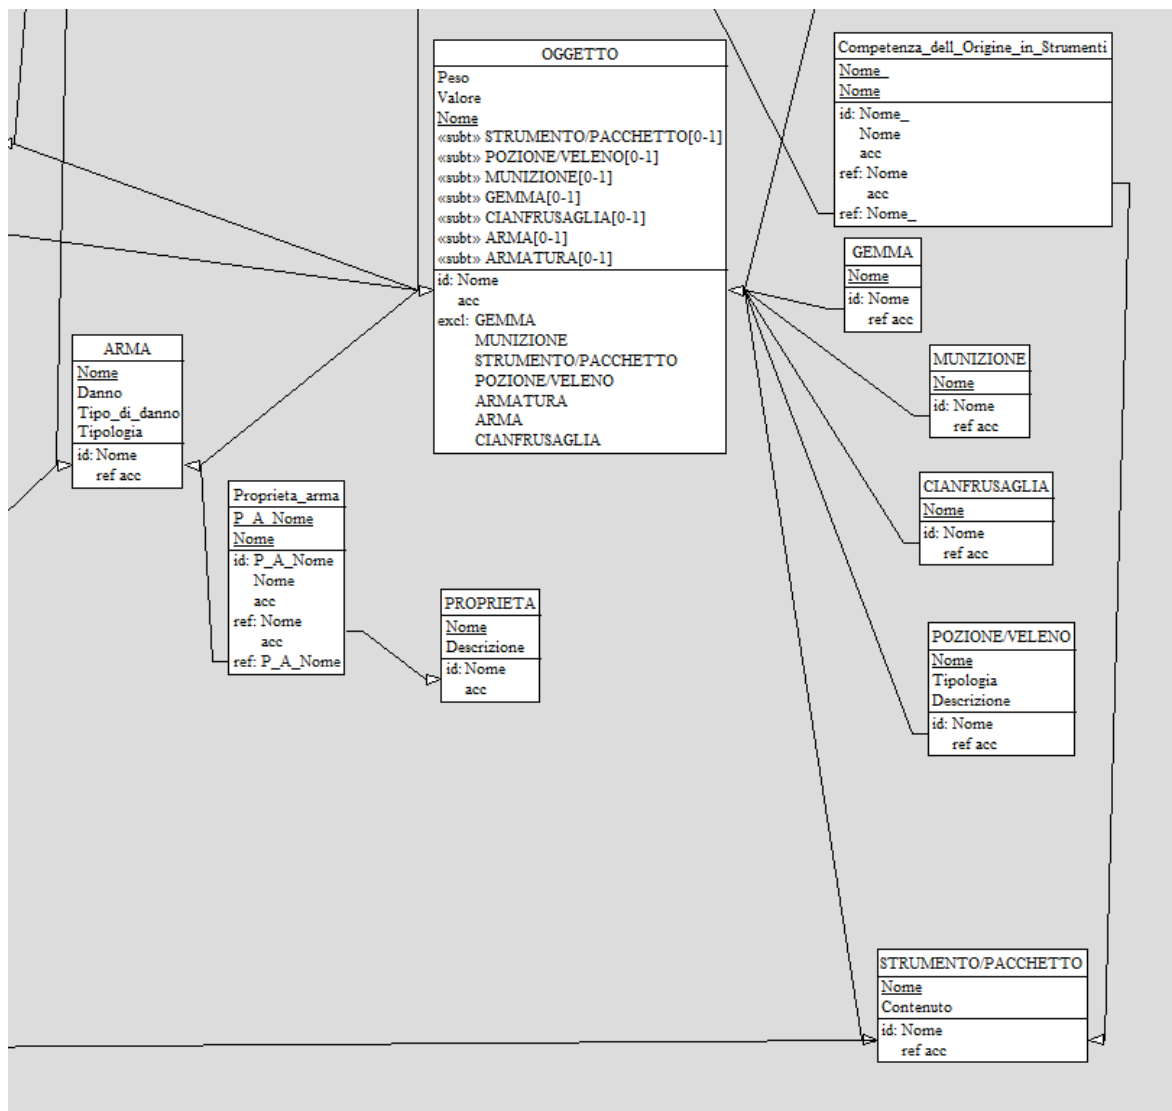 OGGETTO
Peso
Valore
Nome
«subt» STRUMENTO/PACCHETTO[0-1]
«subt» POZIONE/VELENO[0-1]
«subt» MUNIZIONE[0-1]
«subt» GEMMA[0-1]
«subt» CIANFRUSAGLIA[0-1]
«subt» ARMA[0-1]
«subt» ARMATURA[0-1]
id: Nome
acc
excl: GEMMA
MUNIZIONE
STRUMENTO/PACCHETTO
POZIONE/VELENO
ARMATURA
ARMA
CIANFRUSAGLIA
Competenza_dell_Origine_in_Strumenti
Nome_
Nome
id: Nome_
Nome
acc
ref: Nome
acc
ref: Nome_
GEMMA
Nome
id: Nome
ref acc
ARMA
Nome
Danno
Tipo_di_danno
Tipologia
id: Nome
ref acc
MUNIZIONE
Nome
id: Nome
ref acc
Proprieta_arma
P_A_Nome
Nome
id: P_A_Nome
Nome
acc
ref: Nome
acc
ref: P_A_Nome
CIANFRUSAGLIA
Nome
id: Nome
ref acc
PROPRIETA
Nome
Descrizione
id: Nome
acc
POZIONE/VELENO
Nome
Tipologia
Descrizione
id: Nome
ref acc
STRUMENTO/PACCHETTO
Nome
Contenuto
id: Nome
ref acc